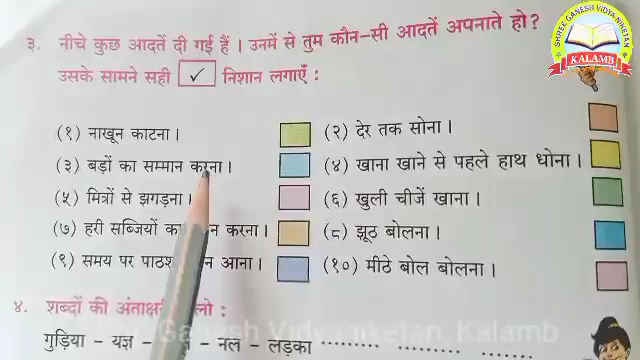 SHREE GANESH VIDYA NIKETAN
KALAMB
३. नीचे कुछ आदतें दी गई हैं । उनमें से तुम कौन-सी आदतें अपनाते हो ?
उसके सामने सही ✓ निशान लगाएँ :
(१) नाखून काटना ।
(२) देर तक सोना ।
(३) बड़ों का सम्मान करना ।
(४) खाना खाने से पहले हाथ धोना ।
(५) मित्रों से झगड़ना ।
(६) खुली चीजें खाना ।
(७) हरी सब्जियों का न करना ।
(८) झूठ बोलना ।
(९) समय पर आना ।
(१०) मीठे बोल बोलना ।
४. शब्दों की :
Ganesh Vidyaniketan, Kalamb
गुड़िया – यज्ञ – – नल – लड़का ............ ............